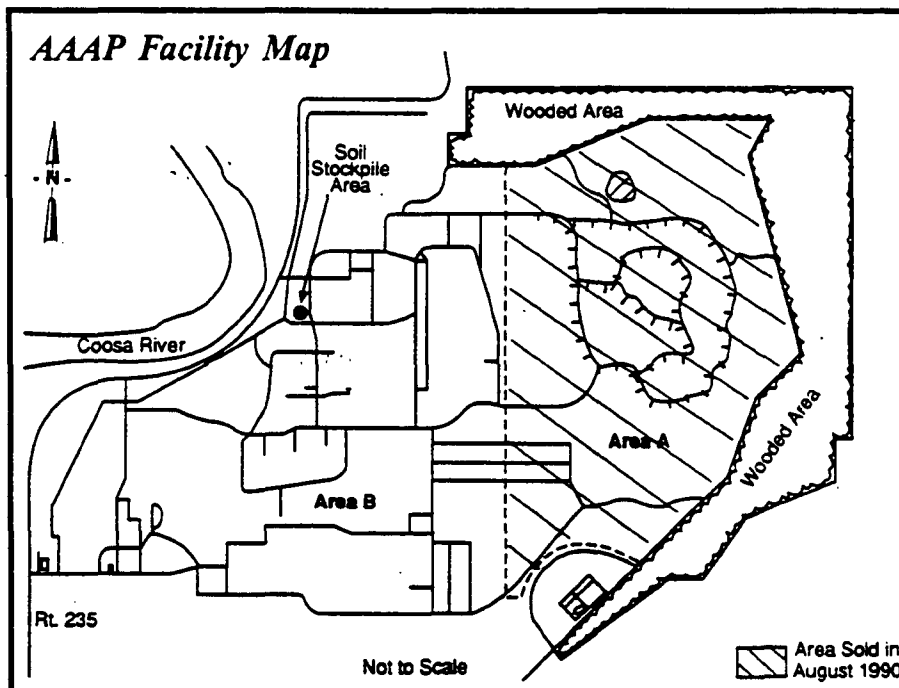 AAAP Facility Map
Wooded Area
- N -
Soil
Stockpile
Area
Coosa River
Area A
Wooded Area
Area B
Rt. 235
Not to Scale
Area Sold in
August 1990